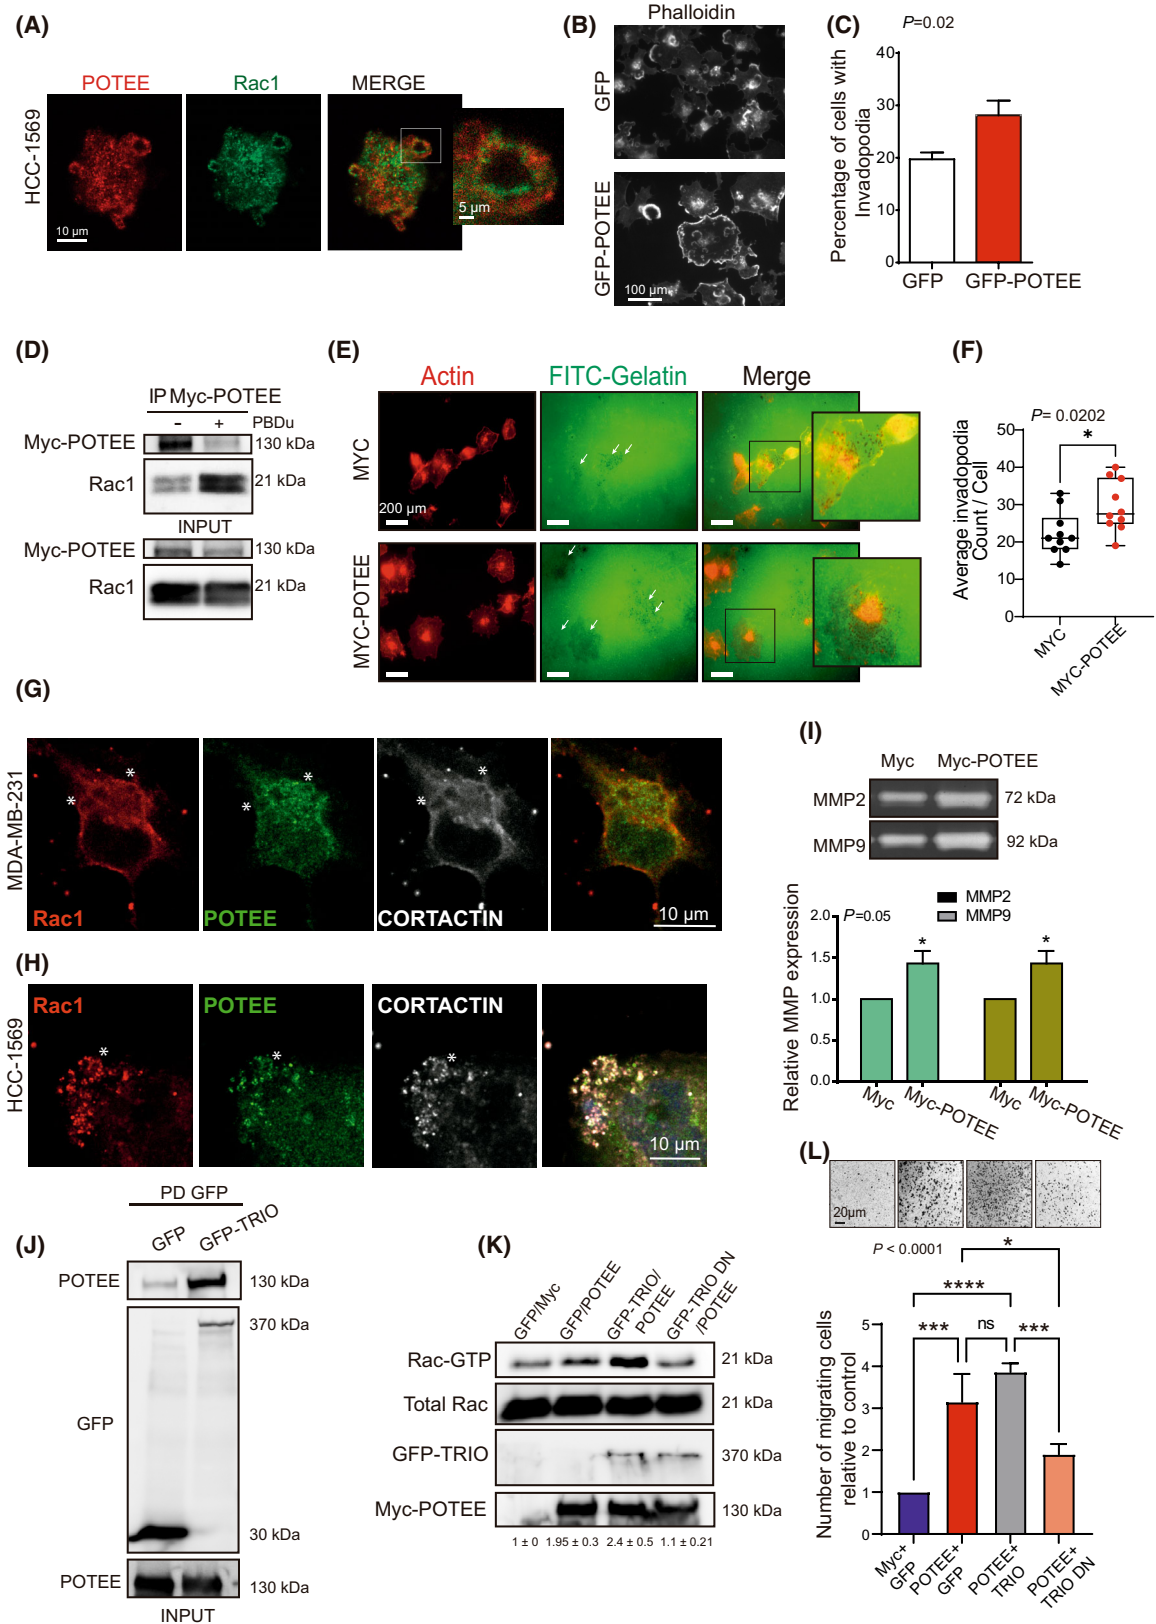 (A)
POTEE
Rac1
MERGE
HCC-1569
10 µm
5 µm
(B)
Phalloidin
GFP
GFP-POTEE
100 µm
(C)
P=0.02
Percentage of cells with
Invadopodia
40
30
20
10
0
GFP
GFP-POTEE
(D)
IP Myc-POTEE
- + PBDu
Myc-POTEE
130 kDa
Rac1
21 kDa
INPUT
Myc-POTEE
130 kDa
Rac1
21 kDa
(E)
Actin
FITC-Gelatin
Merge
MYC
200 µm
MYC-POTEE
(F)
P= 0.0202
*
Average invadopodia
Count / Cell
50
40
30
20
10
0
MYC
MYC-POTEE
(G)
MDA-MB-231
* *
* *
* *
Rac1
POTEE
CORTACTIN
10 µm
(H)
HCC-1569
Rac1
POTEE
CORTACTIN
*
*
*
10 µm
(I)
Myc
Myc-POTEE
MMP2
72 kDa
MMP9
92 kDa
MMP2
MMP9
P=0.05
* *
Relative MMP expression
2.0
1.5
1.0
0.5
0.0
Myc
Myc-POTEE
Myc
Myc-POTEE
(J)
PD GFP
GFP
GFP-TRIO
POTEE
130 kDa
370 kDa
GFP
30 kDa
POTEE
130 kDa
INPUT
(K)
GFP/Myc
GFP/POTEE
GFP-TRIO/
POTEE
GFP-TRIO DN
/POTEE
Rac-GTP
21 kDa
Total Rac
21 kDa
GFP-TRIO
370 kDa
Myc-POTEE
130 kDa
1 ± 0 1.95 ± 0.3 2.4 ± 0.5 1.1 ± 0.21
(L)
20µm
P < 0.0001
*
****
*** ns ***
Number of migrating cells
relative to control
5
4
3
2
1
0
Myc+
GFP
POTEE+
GFP
POTEE+
TRIO
POTEE+
TRIO DN